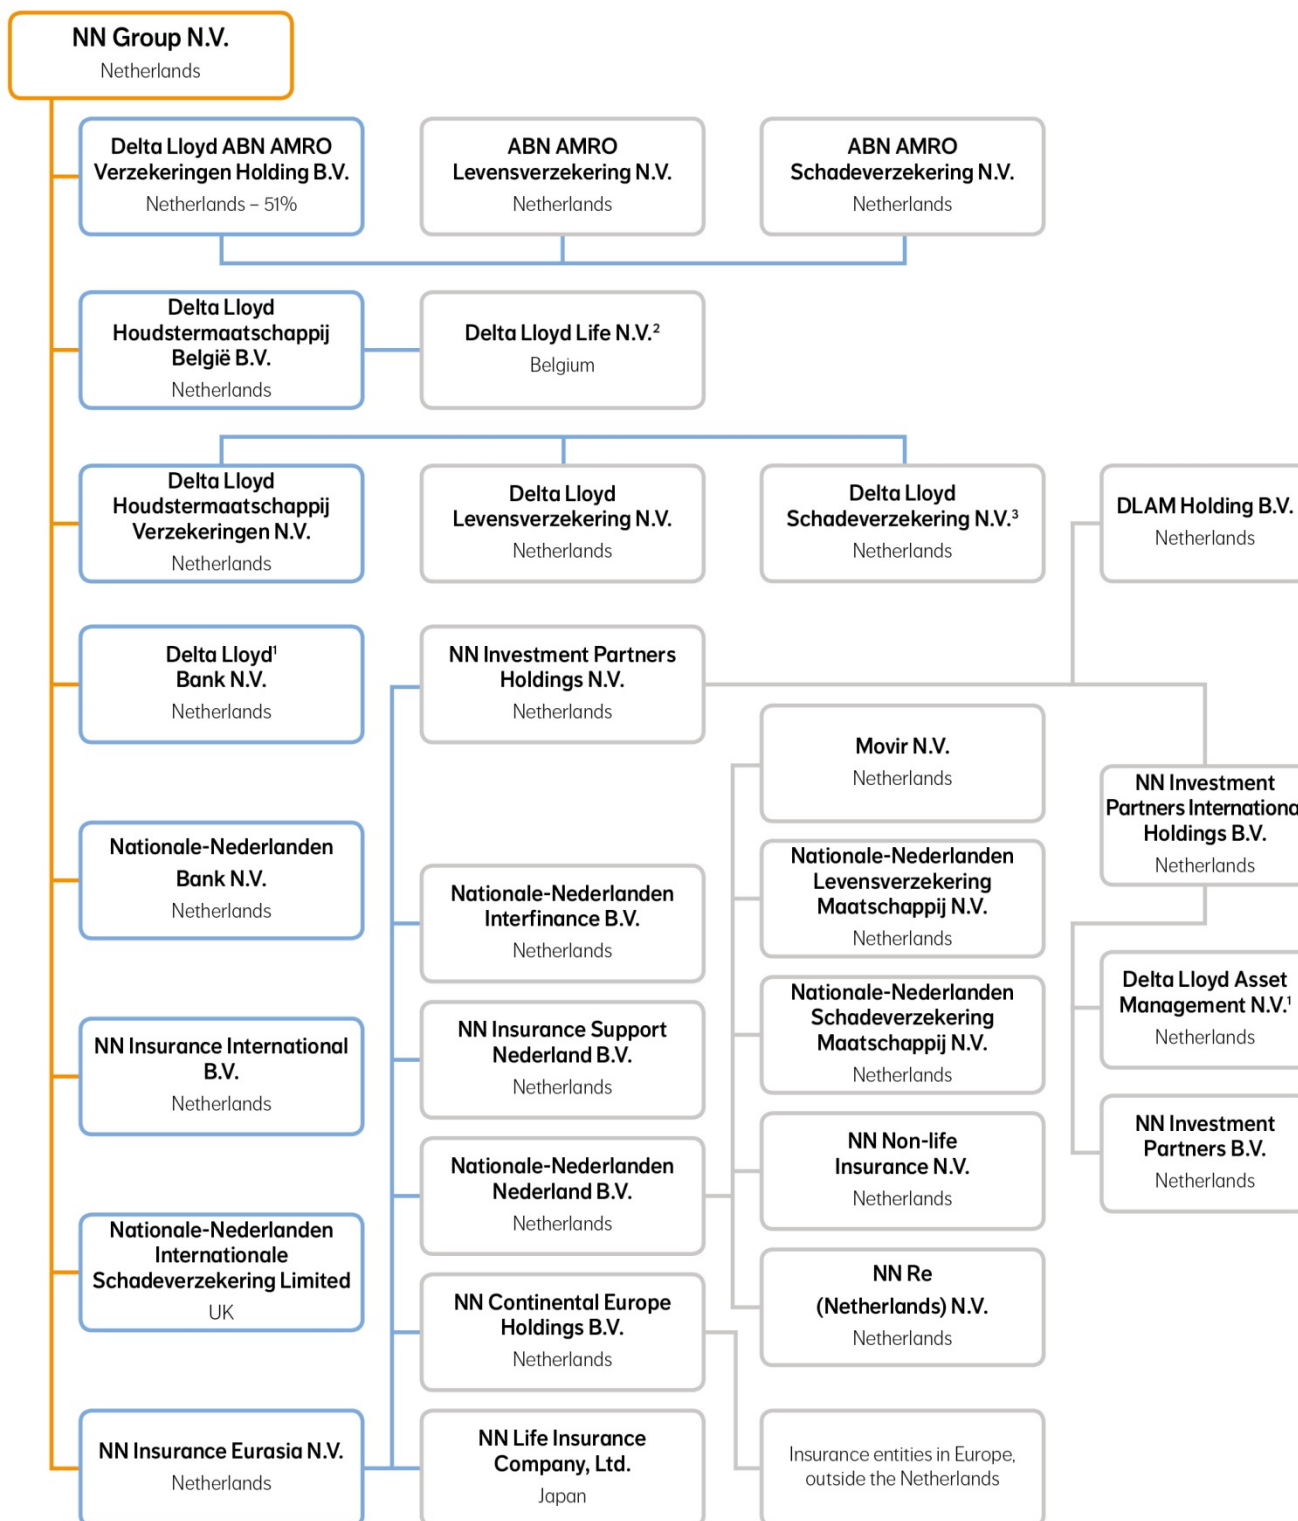 NN Group N.V.
Netherlands
Delta Lloyd ABN AMRO
Verzekeringen Holding B.V.
Netherlands – 51%
ABN AMRO
Levensverzekering N.V.
Netherlands
ABN AMRO
Schadeverzekering N.V.
Netherlands
Delta Lloyd
Houdstermaatschappij
België B.V.
Netherlands
Delta Lloyd Life N.V.²
Belgium
Delta Lloyd
Houdstermaatschappij
Verzekeringen N.V.
Netherlands
Delta Lloyd
Levensverzekering N.V.
Netherlands
Delta Lloyd
Schadeverzekering N.V.³
Netherlands
DLAM Holding B.V.
Netherlands
Delta Lloyd¹
Bank N.V.
Netherlands
NN Investment Partners
Holdings N.V.
Netherlands
Movir N.V.
Netherlands
NN Investment
Partners Internationa
Holdings B.V.
Netherlands
Nationale-Nederlanden
Bank N.V.
Netherlands
Nationale-Nederlanden
Interfinance B.V.
Netherlands
Nationale-Nederlanden
Levensverzekering
Maatschappij N.V.
Netherlands
Nationale-Nederlanden
Schadeverzekering
Maatschappij N.V.
Netherlands
Delta Lloyd Asset
Management N.V.¹
Netherlands
NN Insurance International
B.V.
Netherlands
NN Insurance Support
Nederland B.V.
Netherlands
NN Non-life
Insurance N.V.
Netherlands
NN Investment
Partners B.V.
Netherlands
Nationale-Nederlanden
Nederland B.V.
Netherlands
Nationale-Nederlanden
Internationale
Schadeverzekering Limited
UK
NN Continental Europe
Holdings B.V.
Netherlands
NN Re
(Netherlands) N.V.
Netherlands
NN Insurance Eurasia N.V.
Netherlands
NN Life Insurance
Company, Ltd.
Japan
Insurance entities in Europe,
outside the Netherlands